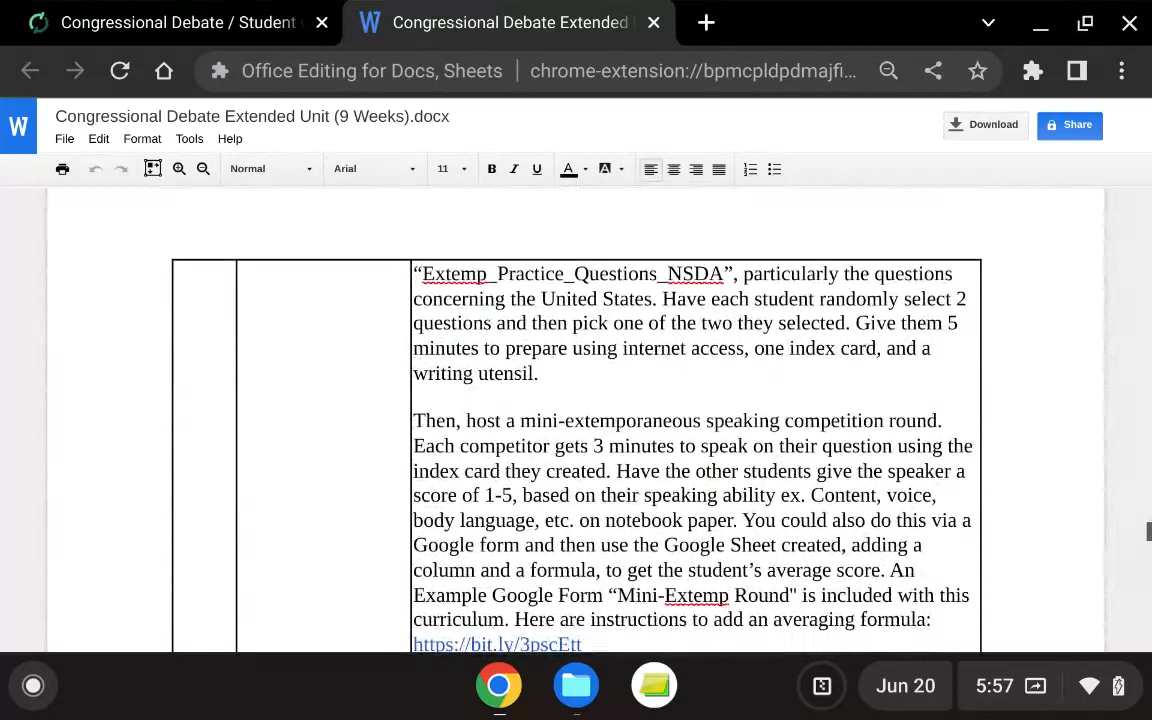 Congressional Debate / Student
Congressional Debate Extended
Office Editing for Docs, Sheets
chrome-extension://bpmcpldpdmajfi...
W
Congressional Debate Extended Unit (9 Weeks).docx
File Edit Format Tools Help
Download
Share
Normal
Arial
11
B I U A A
“Extemp_Practice_Questions_NSDA”, particularly the questions
concerning the United States. Have each student randomly select 2
questions and then pick one of the two they selected. Give them 5
minutes to prepare using internet access, one index card, and a
writing utensil.
Then, host a mini-extemporaneous speaking competition round.
Each competitor gets 3 minutes to speak on their question using the
index card they created. Have the other students give the speaker a
score of 1-5, based on their speaking ability ex. Content, voice,
body language, etc. on notebook paper. You could also do this via a
Google form and then use the Google Sheet created, adding a
column and a formula, to get the student’s average score. An
Example Google Form “Mini-Extemp Round" is included with this
curriculum. Here are instructions to add an averaging formula:
https://bit.ly/3pscEtt
Jun 20
5:57